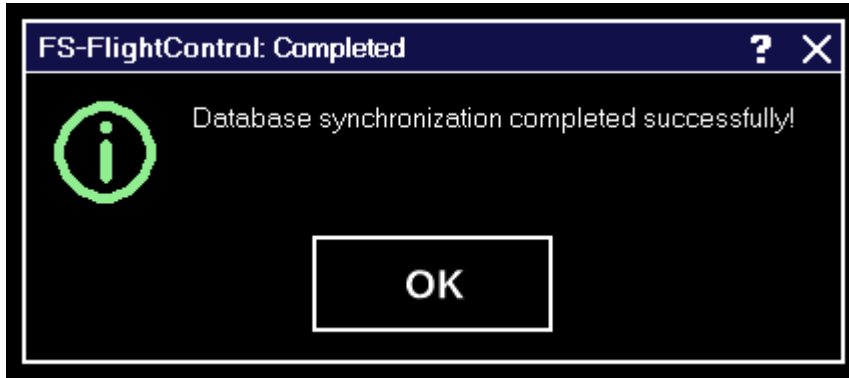 FS-FlightControl: Completed ? X
Database synchronization completed successfully!
OK